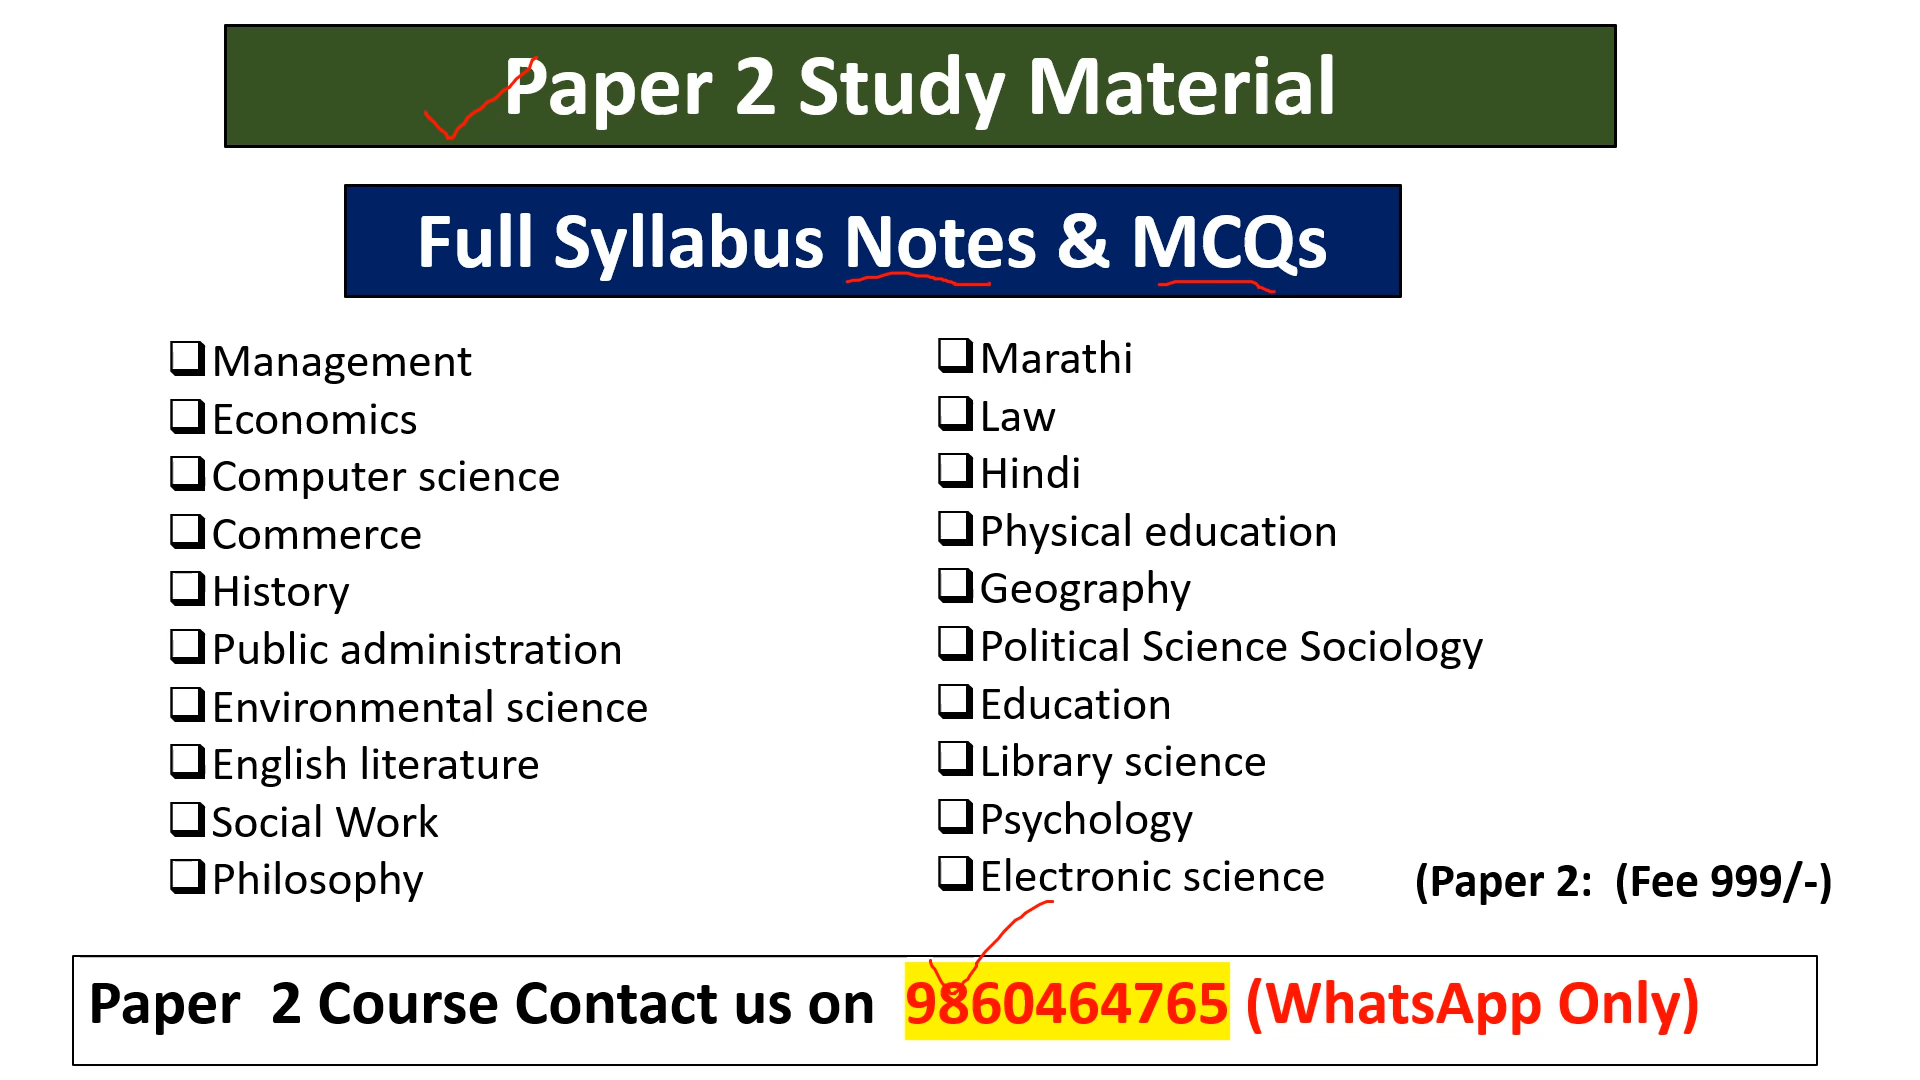 Paper 2 Study Material
Full Syllabus Notes & MCQs
Management
Economics
Computer science
Commerce
History
Public administration
Environmental science
English literature
Social Work
Philosophy
Marathi
Law
Hindi
Physical education
Geography
Political Science Sociology
Education
Library science
Psychology
Electronic science
(Paper 2:  (Fee 999/-)
Paper  2 Course Contact us on  9860464765 (WhatsApp Only)